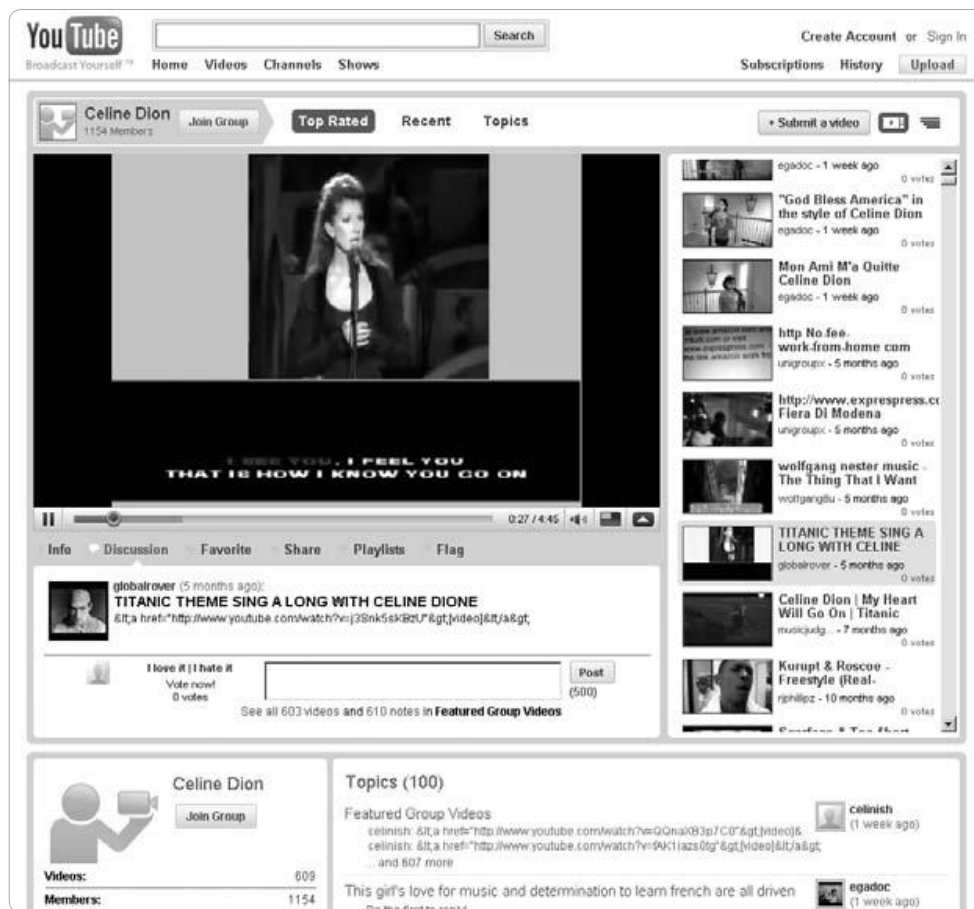 YouTube
Search
Create Account or Sign In
Broadcast Yourself ™
Home Videos Channels Shows
Subscriptions History Upload
Celine Dion
1154 Members
Join Group
Top Rated Recent Topics
Submit a video
I SEE YOU, I FEEL YOU
THAT IS HOW I KNOW YOU GO ON
0:27 / 4:45
Info Discussion Favorite Share Playlists Flag
globalrover (5 months ago):
TITANIC THEME SING A LONG WITH CELINE DIONE
&lt;a href="http://www.youtube.com/watch?v=j3Snk5sKBzU"&gt;[video]&lt;/a&gt;
I love it | I hate it
Vote now!
0 votes
Post
(500)
See all 603 videos and 610 notes in Featured Group Videos
egadoc - 1 week ago
0 votes
"God Bless America" in
the style of Celine Dion
egadoc - 1 week ago
0 votes
Mon Ami M'a Quitte
Celine Dion
egadoc - 1 week ago
0 votes
http No-fee-
work-from-home com
unigroupx - 5 months ago
0 votes
http://www.exprespress.co
Fiera Di Modena
unigroupx - 5 months ago
0 votes
wolfgang nester music -
The Thing That I Want
wolfgang8u - 5 months ago
0 votes
TITANIC THEME SING A
LONG WITH CELINE
globalrover - 5 months ago
0 votes
Celine Dion | My Heart
Will Go On | Titanic
musicjudg... - 7 months ago
0 votes
Kurupt & Roscoe -
Freestyle (Real-
rjphillipz - 10 months ago
0 votes
Celine Dion
Join Group
Videos: 609
Members: 1154
Topics (100)
Featured Group Videos
celinish: &lt;a href="http://www.youtube.com/watch?v=QQnaXB3p7C0"&gt;[video]&
celinish: &lt;a href="http://www.youtube.com/watch?v=fAK1iazs0tg"&gt;[video]&lt;/a&gt;
... and 607 more
celinish
(1 week ago)
This girl's love for music and determination to learn french are all driven
egadoc
(1 week ago)